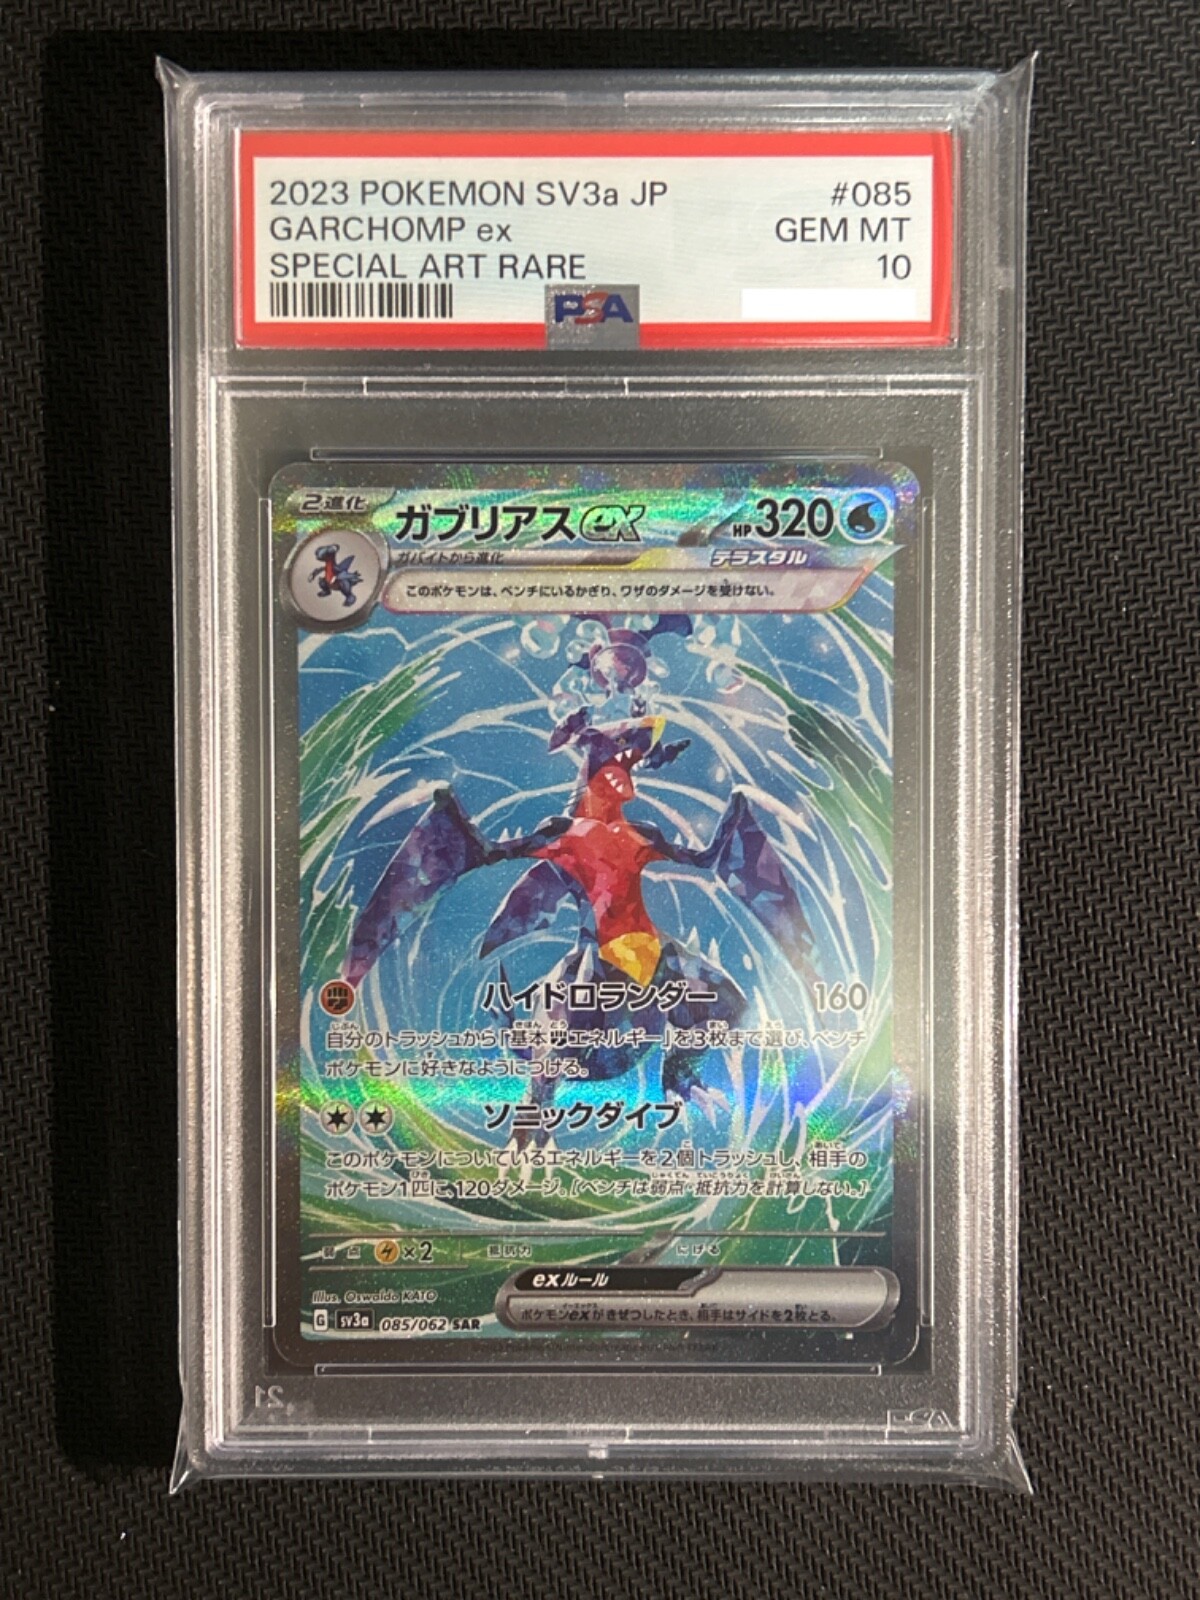 2023 POKEMON SV3a JP #085
GARCHOMP ex GEM MT
SPECIAL ART RARE 10
PSA
2進化 ガブリアスex HP320
ガバイトから進化 テラスタル
このポケモンは、ベンチにいるかぎり、ワザのダメージを受けない。
ハイドロランダー 160
自分のトラッシュから「基本エネルギー」を3枚まで選び、ベンチ
ポケモンに好きなようにつける。
ソニックダイブ
このポケモンについているエネルギーを2個トラッシュし、相手の
ポケモン1匹に、120ダメージ。[ベンチは弱点・抵抗力を計算しない。]
弱点 ×2 抵抗力 にげる
exルール
ポケモンexがきぜつしたとき、相手はサイドを2枚とる。
Illus. Oswaldo KATO
G sv3a 085/062 SAR